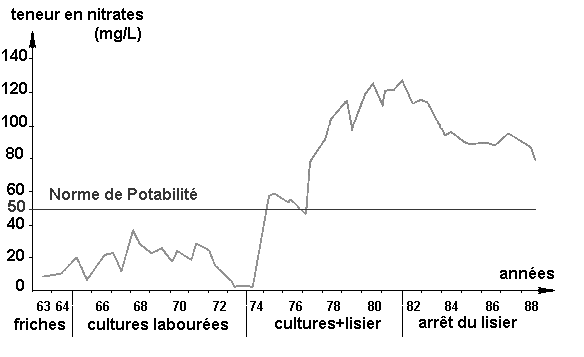 teneur en nitrates
(mg/L)
140
120
100
80
60
Norme de Potabilité
50
40
20
0
années
63 64 66 68 70 72 74 76 78 80 82 84 86 88
friches cultures labourées cultures+lisier arrêt du lisier